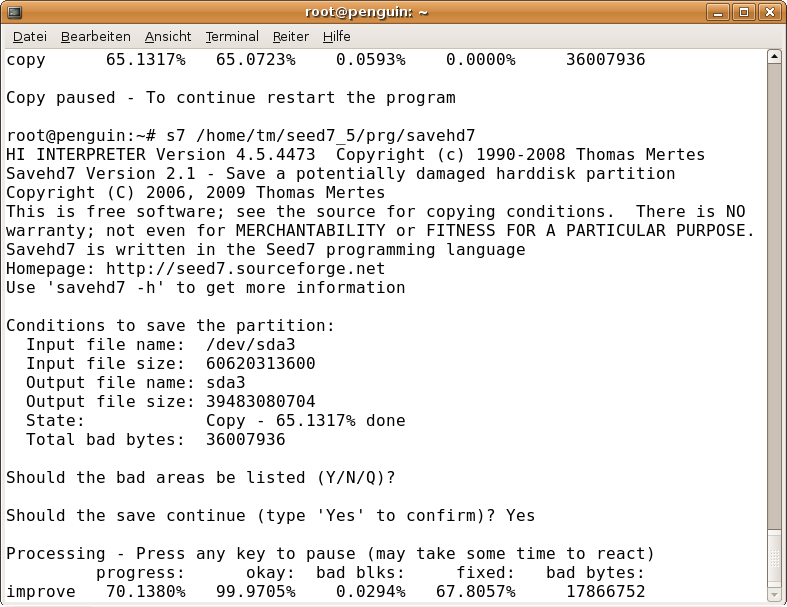 root@penguin: ~
Datei Bearbeiten Ansicht Terminal Reiter Hilfe
copy      65.1317%   65.0723%    0.0593%    0.0000%     36007936
Copy paused - To continue restart the program
root@penguin:~# s7 /home/tm/seed7_5/prg/savehd7
HI INTERPRETER Version 4.5.4473  Copyright (c) 1990-2008 Thomas Mertes
Savehd7 Version 2.1 - Save a potentially damaged harddisk partition
Copyright (C) 2006, 2009 Thomas Mertes
This is free software; see the source for copying conditions.  There is NO
warranty; not even for MERCHANTABILITY or FITNESS FOR A PARTICULAR PURPOSE.
Savehd7 is written in the Seed7 programming language
Homepage: http://seed7.sourceforge.net
Use 'savehd7 -h' to get more information
Conditions to save the partition:
  Input file name:  /dev/sda3
  Input file size:  60620313600
  Output file name: sda3
  Output file size: 39483080704
  State:            Copy - 65.1317% done
  Total bad bytes:  36007936
Should the bad areas be listed (Y/N/Q)?
Should the save continue (type 'Yes' to confirm)? Yes
Processing - Press any key to pause (may take some time to react)
         progress:      okay:  bad blks:     fixed:   bad bytes:
improve   70.1380%  99.9705%    0.0294%   67.8057%     17866752